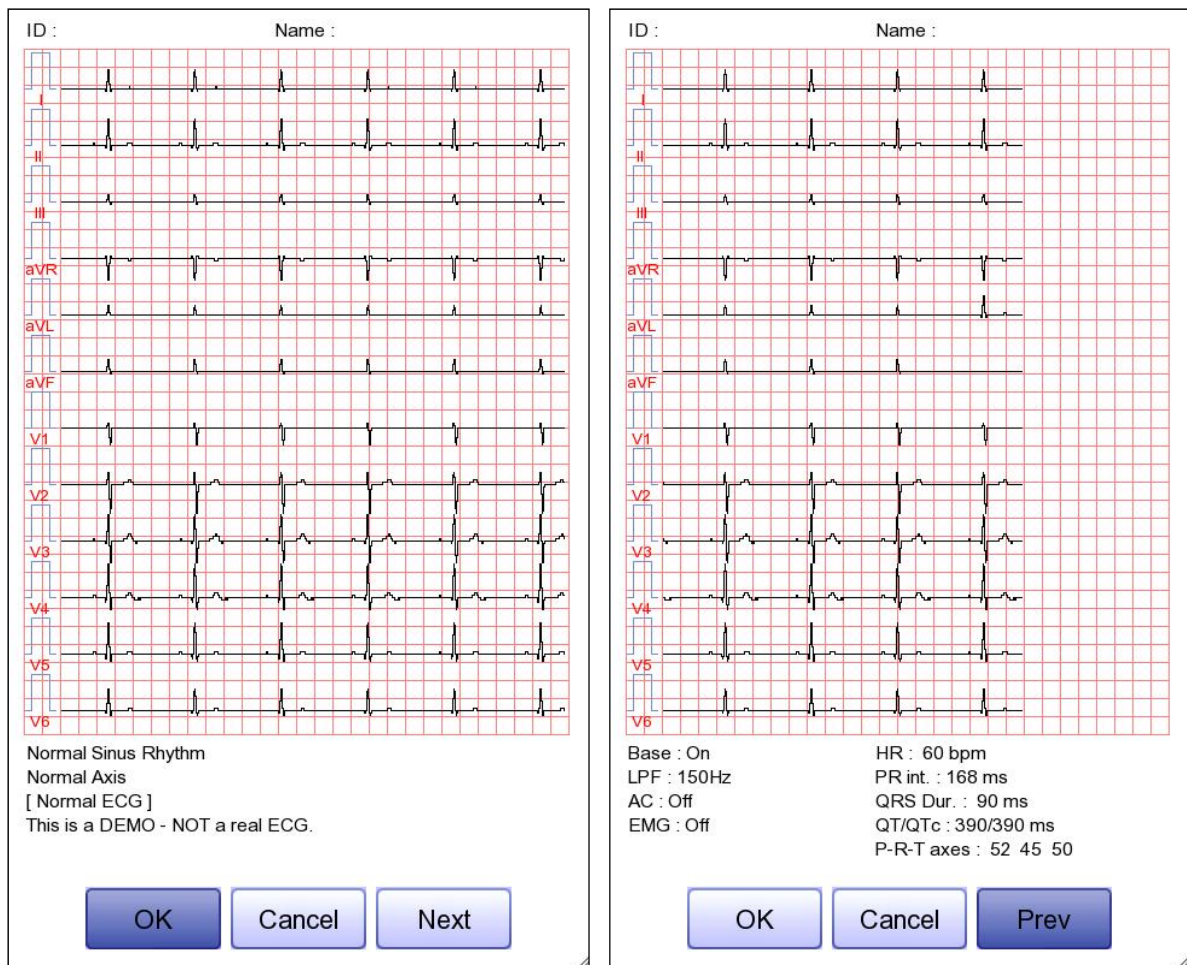 ID : Name :
I
II
III
aVR
aVL
aVF
V1
V2
V3
V4
V5
V6
Normal Sinus Rhythm
Normal Axis
[ Normal ECG ]
This is a DEMO - NOT a real ECG.
OK Cancel Next
ID : Name :
I
II
III
aVR
aVL
aVF
V1
V2
V3
V4
V5
V6
Base : On HR : 60 bpm
LPF : 150Hz PR int. : 168 ms
AC : Off QRS Dur. : 90 ms
EMG : Off QT/QTc : 390/390 ms
P-R-T axes : 52 45 50
OK Cancel Prev